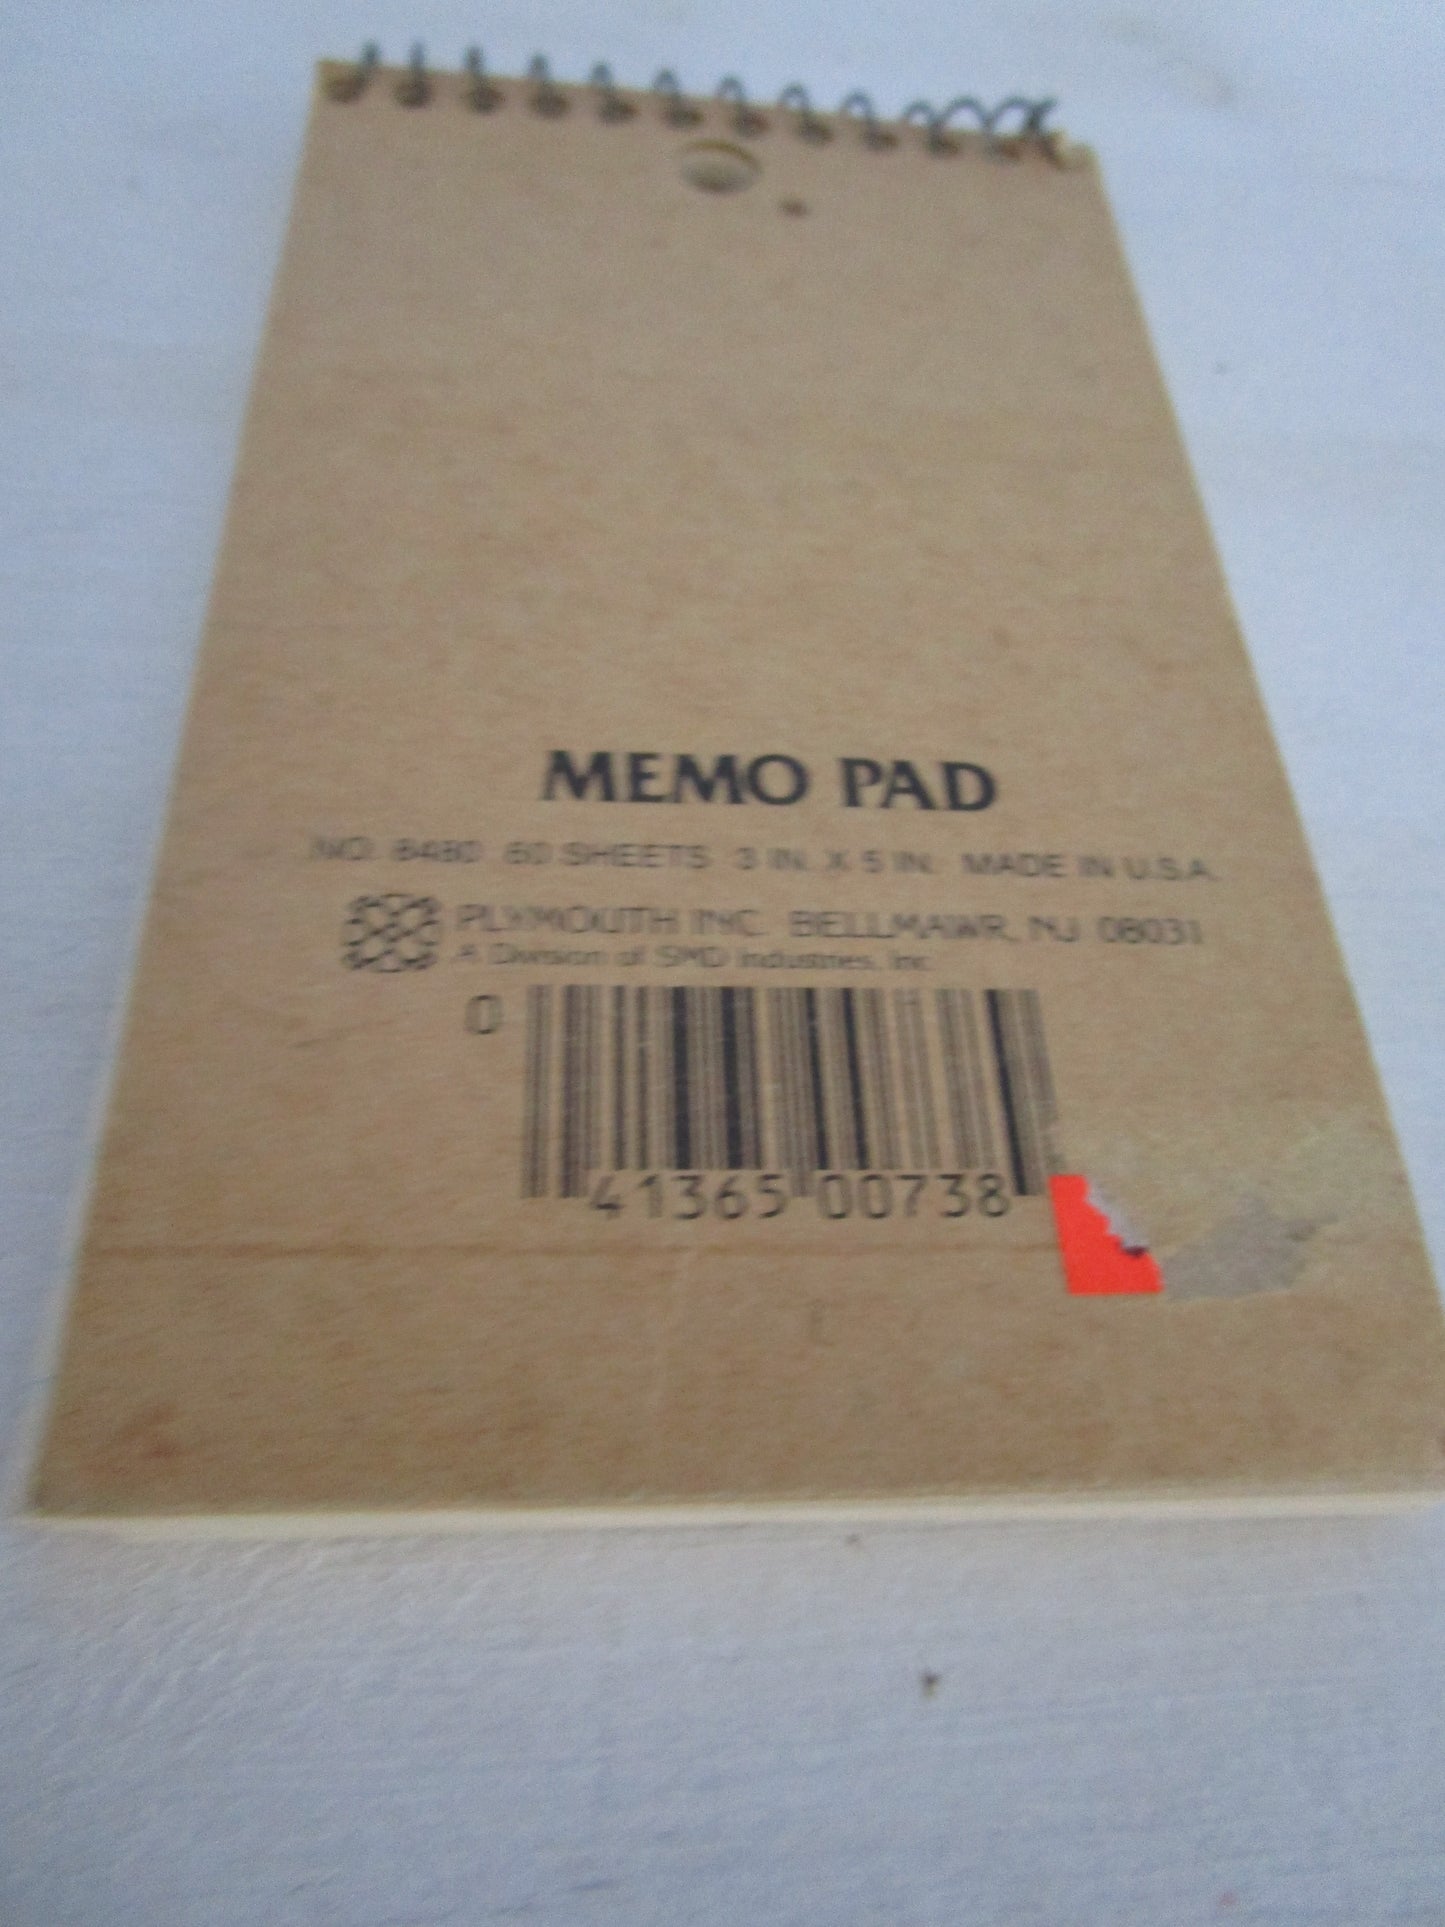 MEMO PAD
NO. 8480 60 SHEETS 3 IN. X 5 IN. MADE IN U.S.A.
PLYMOUTH INC. BELLMAWR, NJ 08031
A Division of SMD Industries, Inc.
0 41365 00738